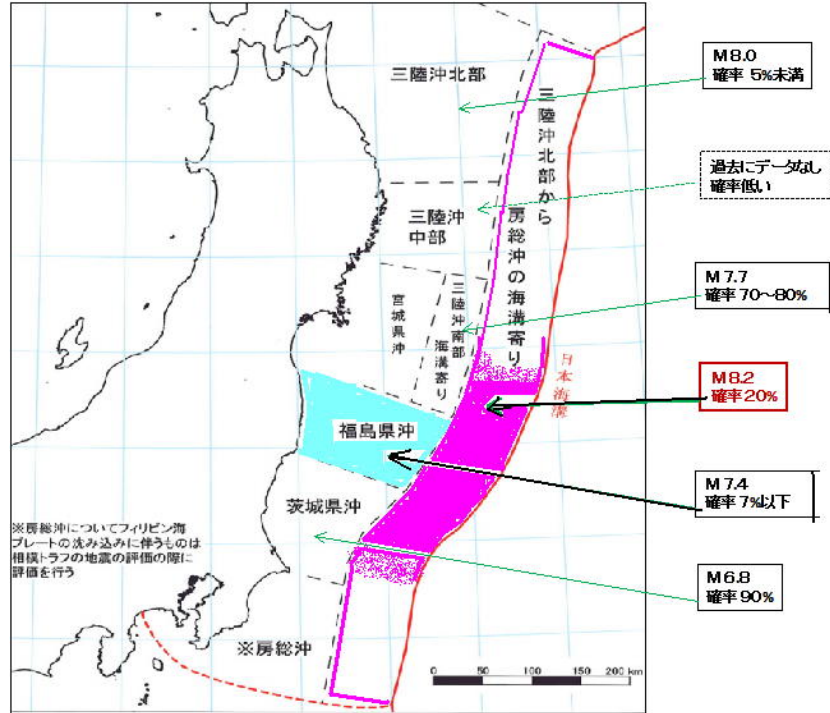 三陸沖北部
三陸沖北部から
房総沖の海溝寄り
三陸沖
中部
宮城県沖
三陸沖南部
海溝寄り
日本海溝
福島県沖
茨城県沖
※房総沖
※房総沖についてフィリピン海
プレートの沈み込みに伴うものは
相模トラフの地震の評価の際に
評価を行う
0 50 100 150 200 km
M8.0
確率 5%未満
過去にデータなし
確率低い
M7.7
確率70～80%
M8.2
確率20%
M7.4
確率7%以下
M6.8
確率90%